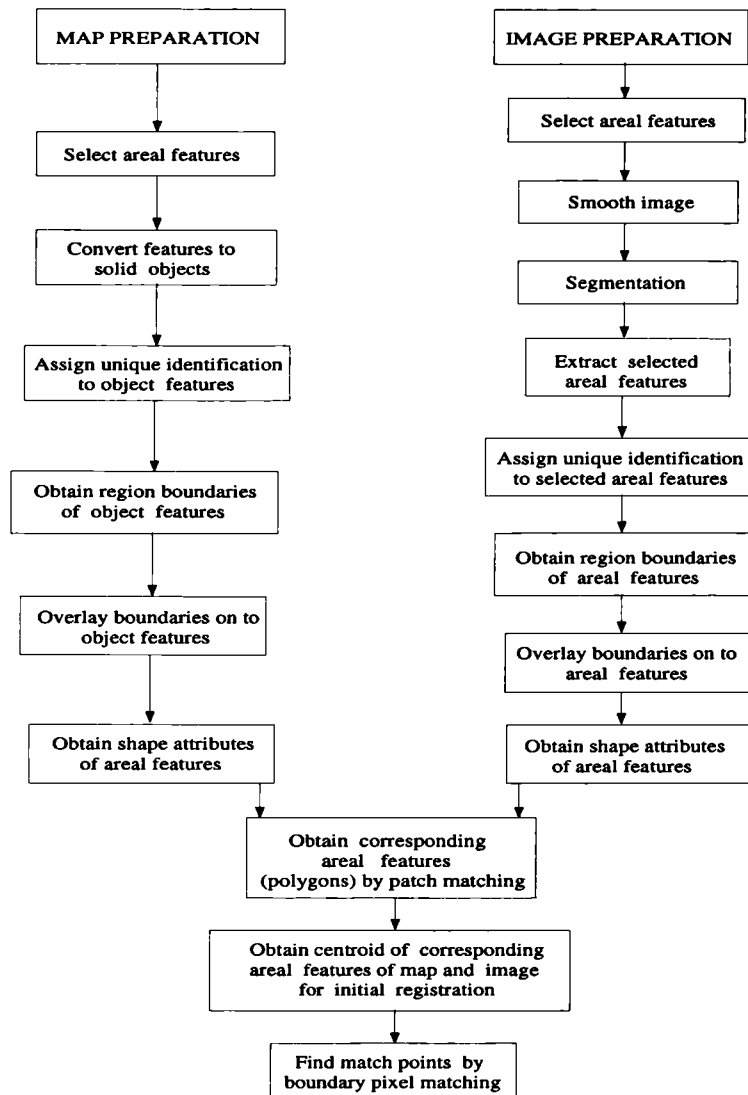 MAP PREPARATION
Select areal features
Convert features to
solid objects
Assign unique identification
to object features
Obtain region boundaries
of object features
Overlay boundaries on to
object features
Obtain shape attributes
of areal features
IMAGE PREPARATION
Select areal features
Smooth image
Segmentation
Extract selected
areal features
Assign unique identification
to selected areal features
Obtain region boundaries
of areal features
Overlay boundaries on to
areal features
Obtain shape attributes
of areal features
Obtain corresponding
areal features
(polygons) by patch matching
Obtain centroid of corresponding
areal features of map and image
for initial registration
Find match points by
boundary pixel matching